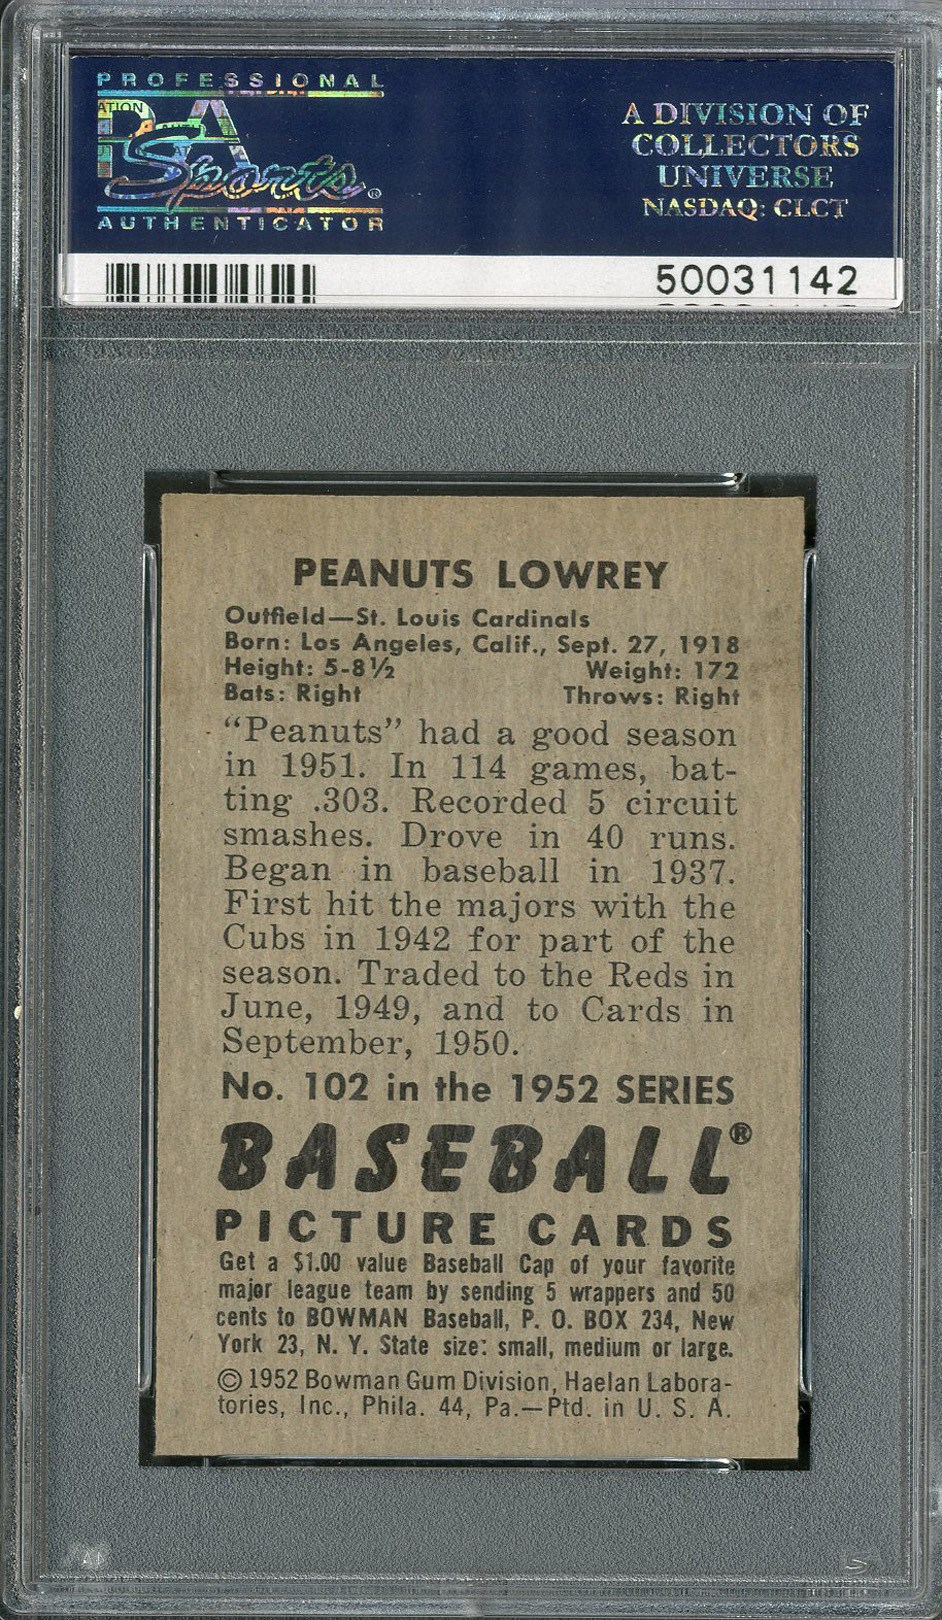 PROFESSIONAL
PSA
Sports®
AUTHENTICATOR
A DIVISION OF
COLLECTORS
UNIVERSE
NASDAQ: CLCT
50031142
PEANUTS LOWREY
Outfield—St. Louis Cardinals
Born: Los Angeles, Calif., Sept. 27, 1918
Height: 5-8½ Weight: 172
Bats: Right Throws: Right
“Peanuts” had a good season
in 1951. In 114 games, bat-
ting .303. Recorded 5 circuit
smashes. Drove in 40 runs.
Began in baseball in 1937.
First hit the majors with the
Cubs in 1942 for part of the
season. Traded to the Reds in
June, 1949, and to Cards in
September, 1950.
No. 102 in the 1952 SERIES
BASEBALL®
PICTURE CARDS
Get a $1.00 value Baseball Cap of your favorite
major league team by sending 5 wrappers and 50
cents to BOWMAN Baseball, P. O. BOX 234, New
York 23, N. Y. State size: small, medium or large.
©1952 Bowman Gum Division, Haelan Labora-
tories, Inc., Phila. 44, Pa.—Ptd. in U. S. A.